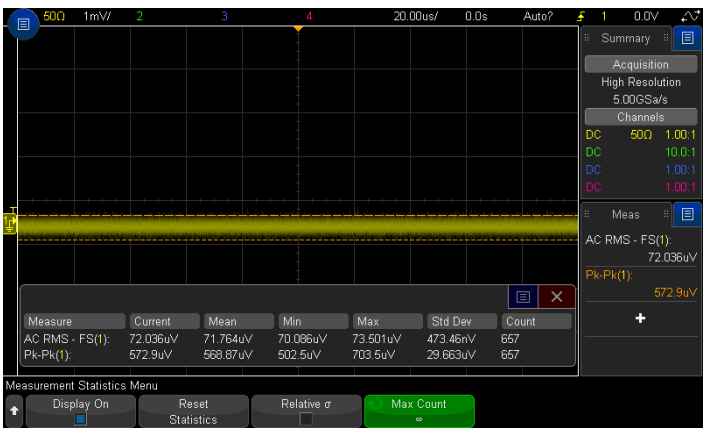 50Ω 1mV/ 2 3 4 20.00us/ 0.0s Auto? 1 0.0V
Summary
Acquisition
High Resolution
5.00GSa/s
Channels
DC 50Ω 1.00:1
DC 10.0:1
DC 1.00:1
DC 1.00:1
Meas
AC RMS - FS(1):
72.036uV
Pk-Pk(1):
572.9uV
Measure Current Mean Min Max Std Dev Count
AC RMS - FS(1): 72.036uV 71.764uV 70.086uV 73.501uV 473.46nV 657
Pk-Pk(1): 572.9uV 568.87uV 502.5uV 703.5uV 29.663uV 657
Measurement Statistics Menu
Display On Reset Statistics Relative σ Max Count ∞